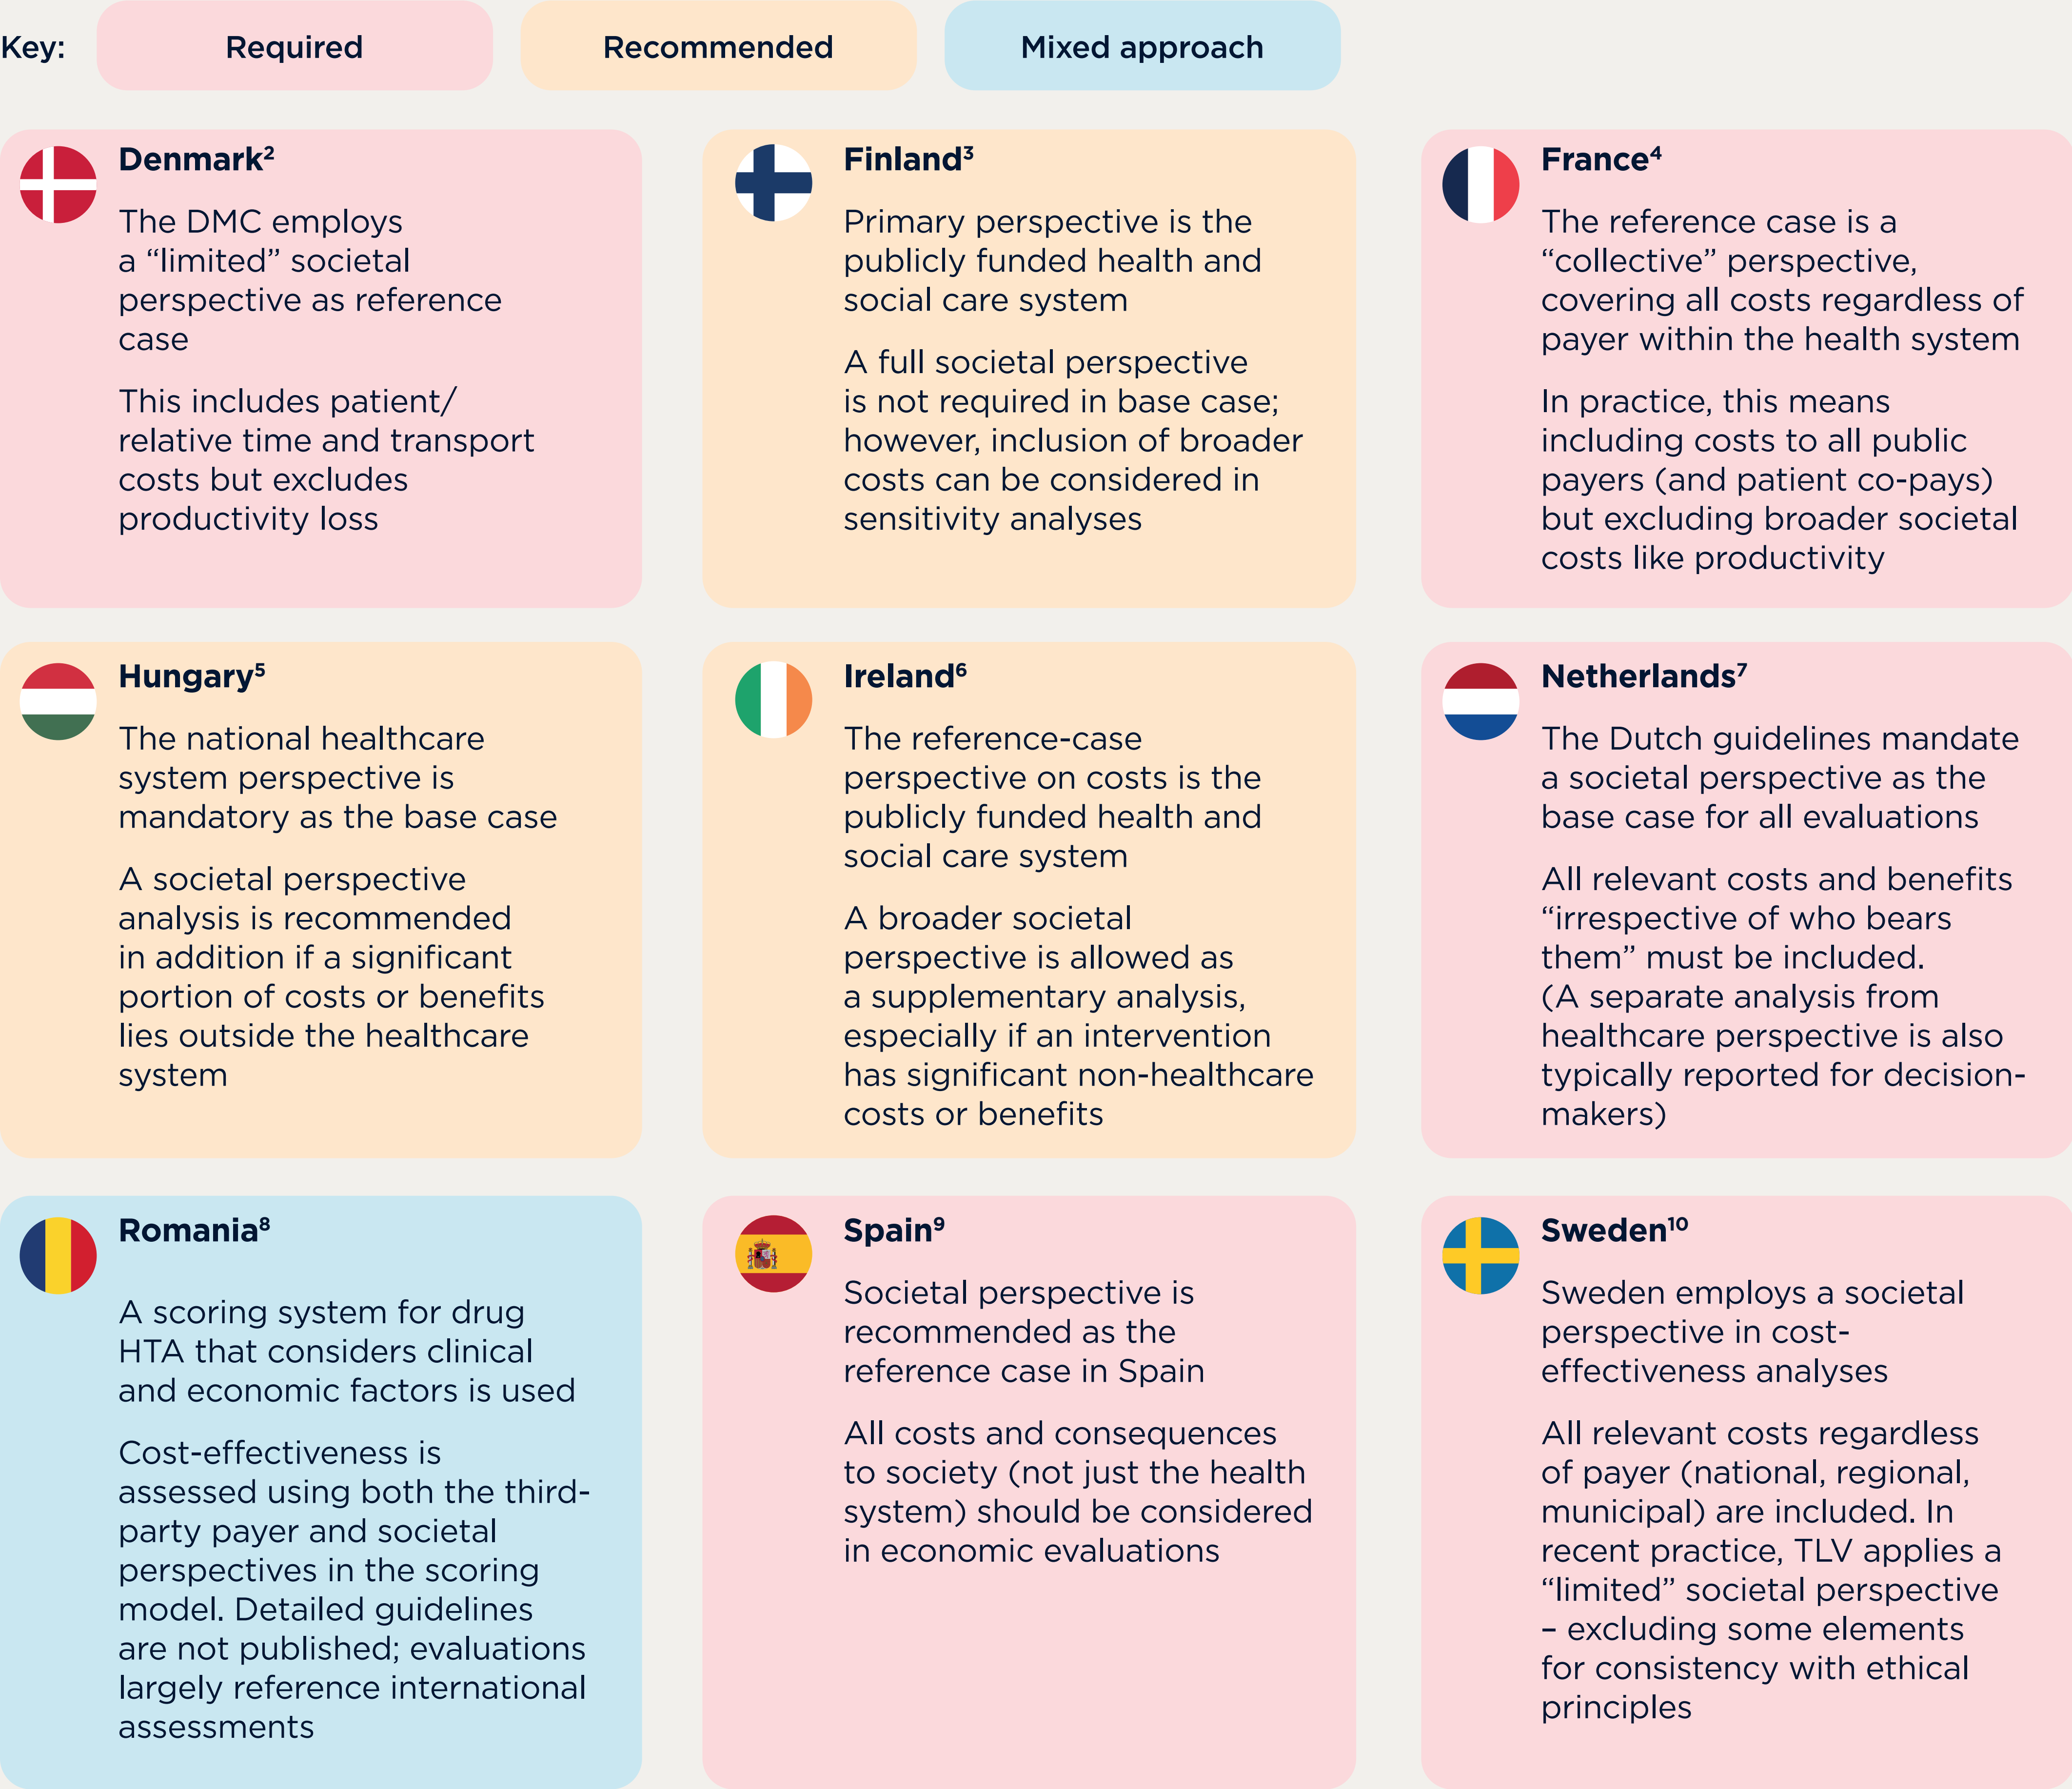 Key:
Required
Recommended
Mixed approach
Denmark²
The DMC employs
a “limited” societal
perspective as reference
case
This includes patient/
relative time and transport
costs but excludes
productivity loss
Finland³
Primary perspective is the
publicly funded health and
social care system
A full societal perspective
is not required in base case;
however, inclusion of broader
costs can be considered in
sensitivity analyses
France⁴
The reference case is a
“collective” perspective,
covering all costs regardless of
payer within the health system
In practice, this means
including costs to all public
payers (and patient co-pays)
but excluding broader societal
costs like productivity
Hungary⁵
The national healthcare
system perspective is
mandatory as the base case
A societal perspective
analysis is recommended
in addition if a significant
portion of costs or benefits
lies outside the healthcare
system
Ireland⁶
The reference-case
perspective on costs is the
publicly funded health and
social care system
A broader societal
perspective is allowed as
a supplementary analysis,
especially if an intervention
has significant non-healthcare
costs or benefits
Netherlands⁷
The Dutch guidelines mandate
a societal perspective as the
base case for all evaluations
All relevant costs and benefits
“irrespective of who bears
them” must be included.
(A separate analysis from
healthcare perspective is also
typically reported for decision-
makers)
Romania⁸
A scoring system for drug
HTA that considers clinical
and economic factors is used
Cost-effectiveness is
assessed using both the third-
party payer and societal
perspectives in the scoring
model. Detailed guidelines
are not published; evaluations
largely reference international
assessments
Spain⁹
Societal perspective is
recommended as the
reference case in Spain
All costs and consequences
to society (not just the health
system) should be considered
in economic evaluations
Sweden¹⁰
Sweden employs a societal
perspective in cost-
effectiveness analyses
All relevant costs regardless
of payer (national, regional,
municipal) are included. In
recent practice, TLV applies a
“limited” societal perspective
– excluding some elements
for consistency with ethical
principles